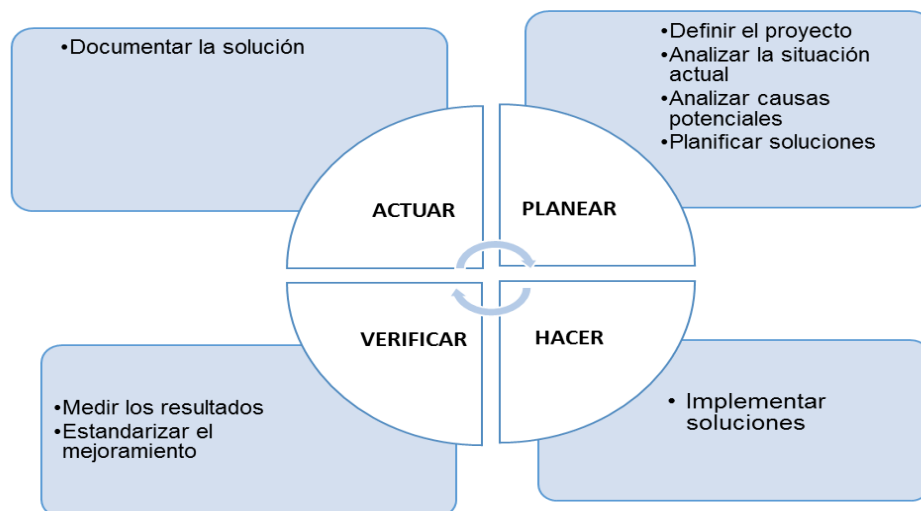 •Documentar la solución
•Definir el proyecto
•Analizar la situación
actual
•Analizar causas
potenciales
•Planificar soluciones
ACTUAR
PLANEAR
VERIFICAR
HACER
•Medir los resultados
•Estandarizar el
mejoramiento
• Implementar
soluciones